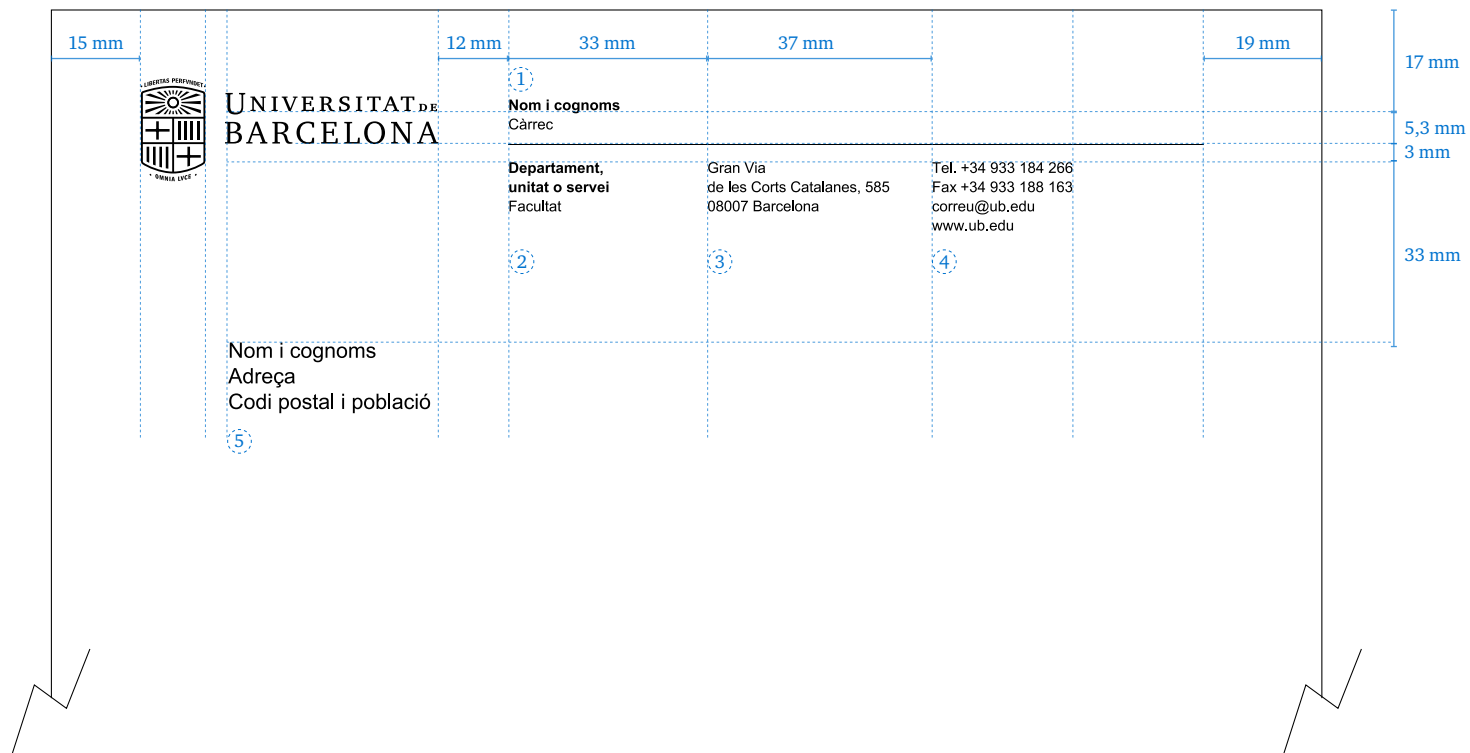 15 mm
12 mm
33 mm
37 mm
19 mm
17 mm
5,3 mm
3 mm
33 mm
LIBERTAS PERFVNDET
OMNIA LVCE
UNIVERSITAT DE
BARCELONA
1
Nom i cognoms
Càrrec
Departament,
unitat o servei
Facultat
2
Gran Via
de les Corts Catalanes, 585
08007 Barcelona
3
Tel. +34 933 184 266
Fax +34 933 188 163
correu@ub.edu
www.ub.edu
4
Nom i cognoms
Adreça
Codi postal i població
5